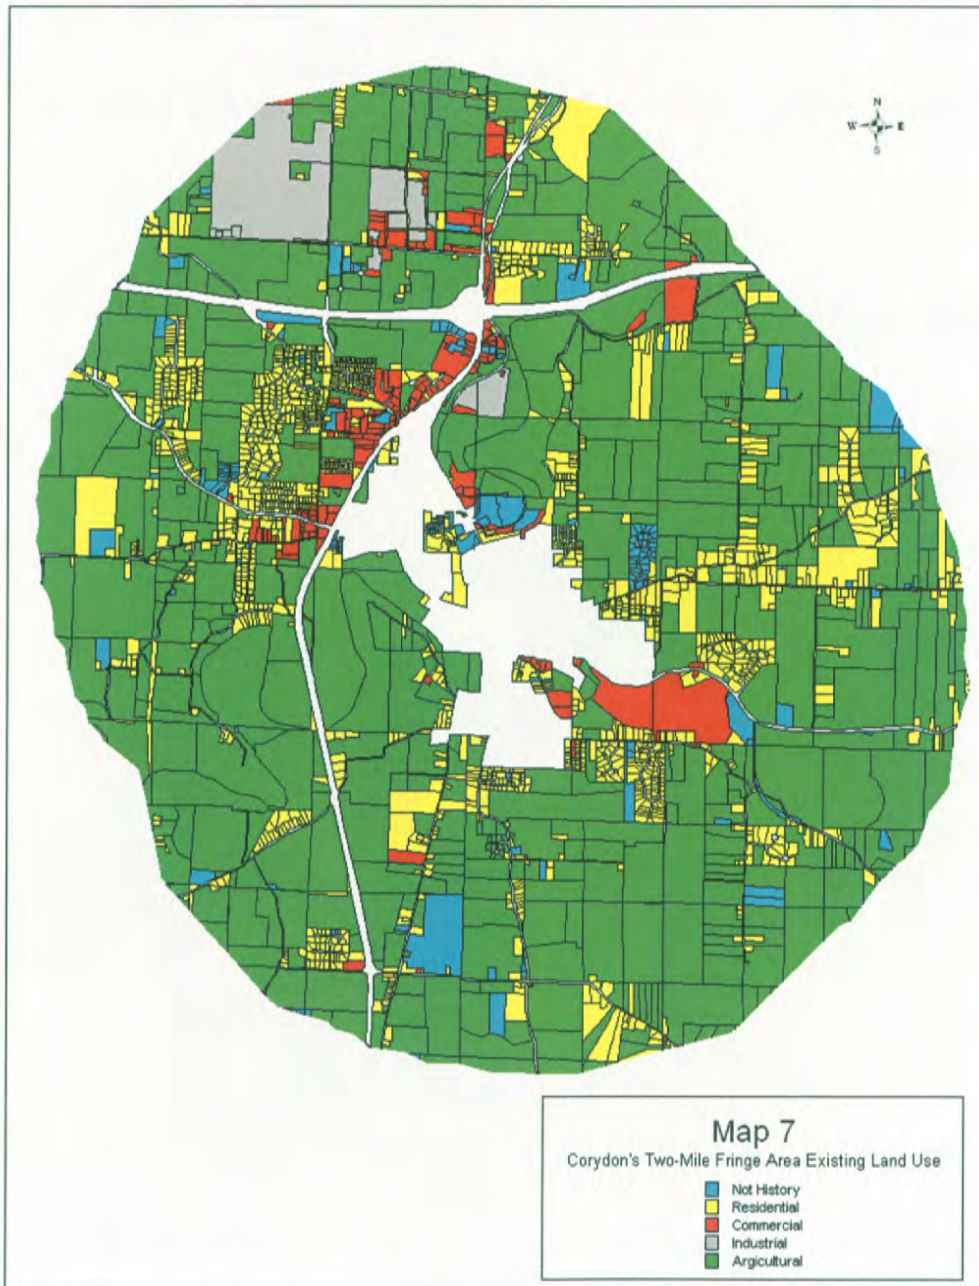 N
W E
S
Map 7
Corydon's Two-Mile Fringe Area Existing Land Use
Not History
Residential
Commercial
Industrial
Argicultural